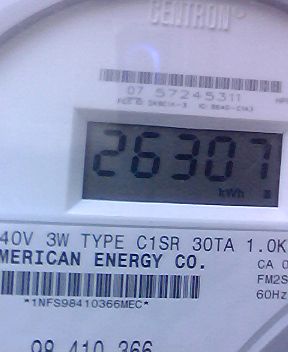 CENTRON
07 57245311
26307
kWh
40V 3W TYPE C1SR 30TA 1.0K
MERICAN ENERGY CO.
CA 0
FM2S
60Hz
*1NFS98410366MEC*
98 410 366